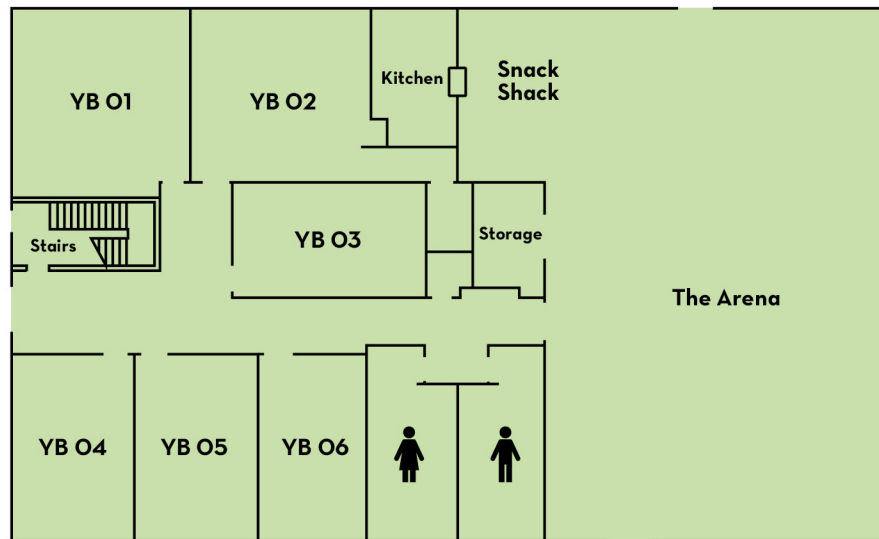 YB 01
YB 02
Kitchen
Snack
Shack
Stairs
YB 03
Storage
The Arena
YB 04
YB 05
YB 06